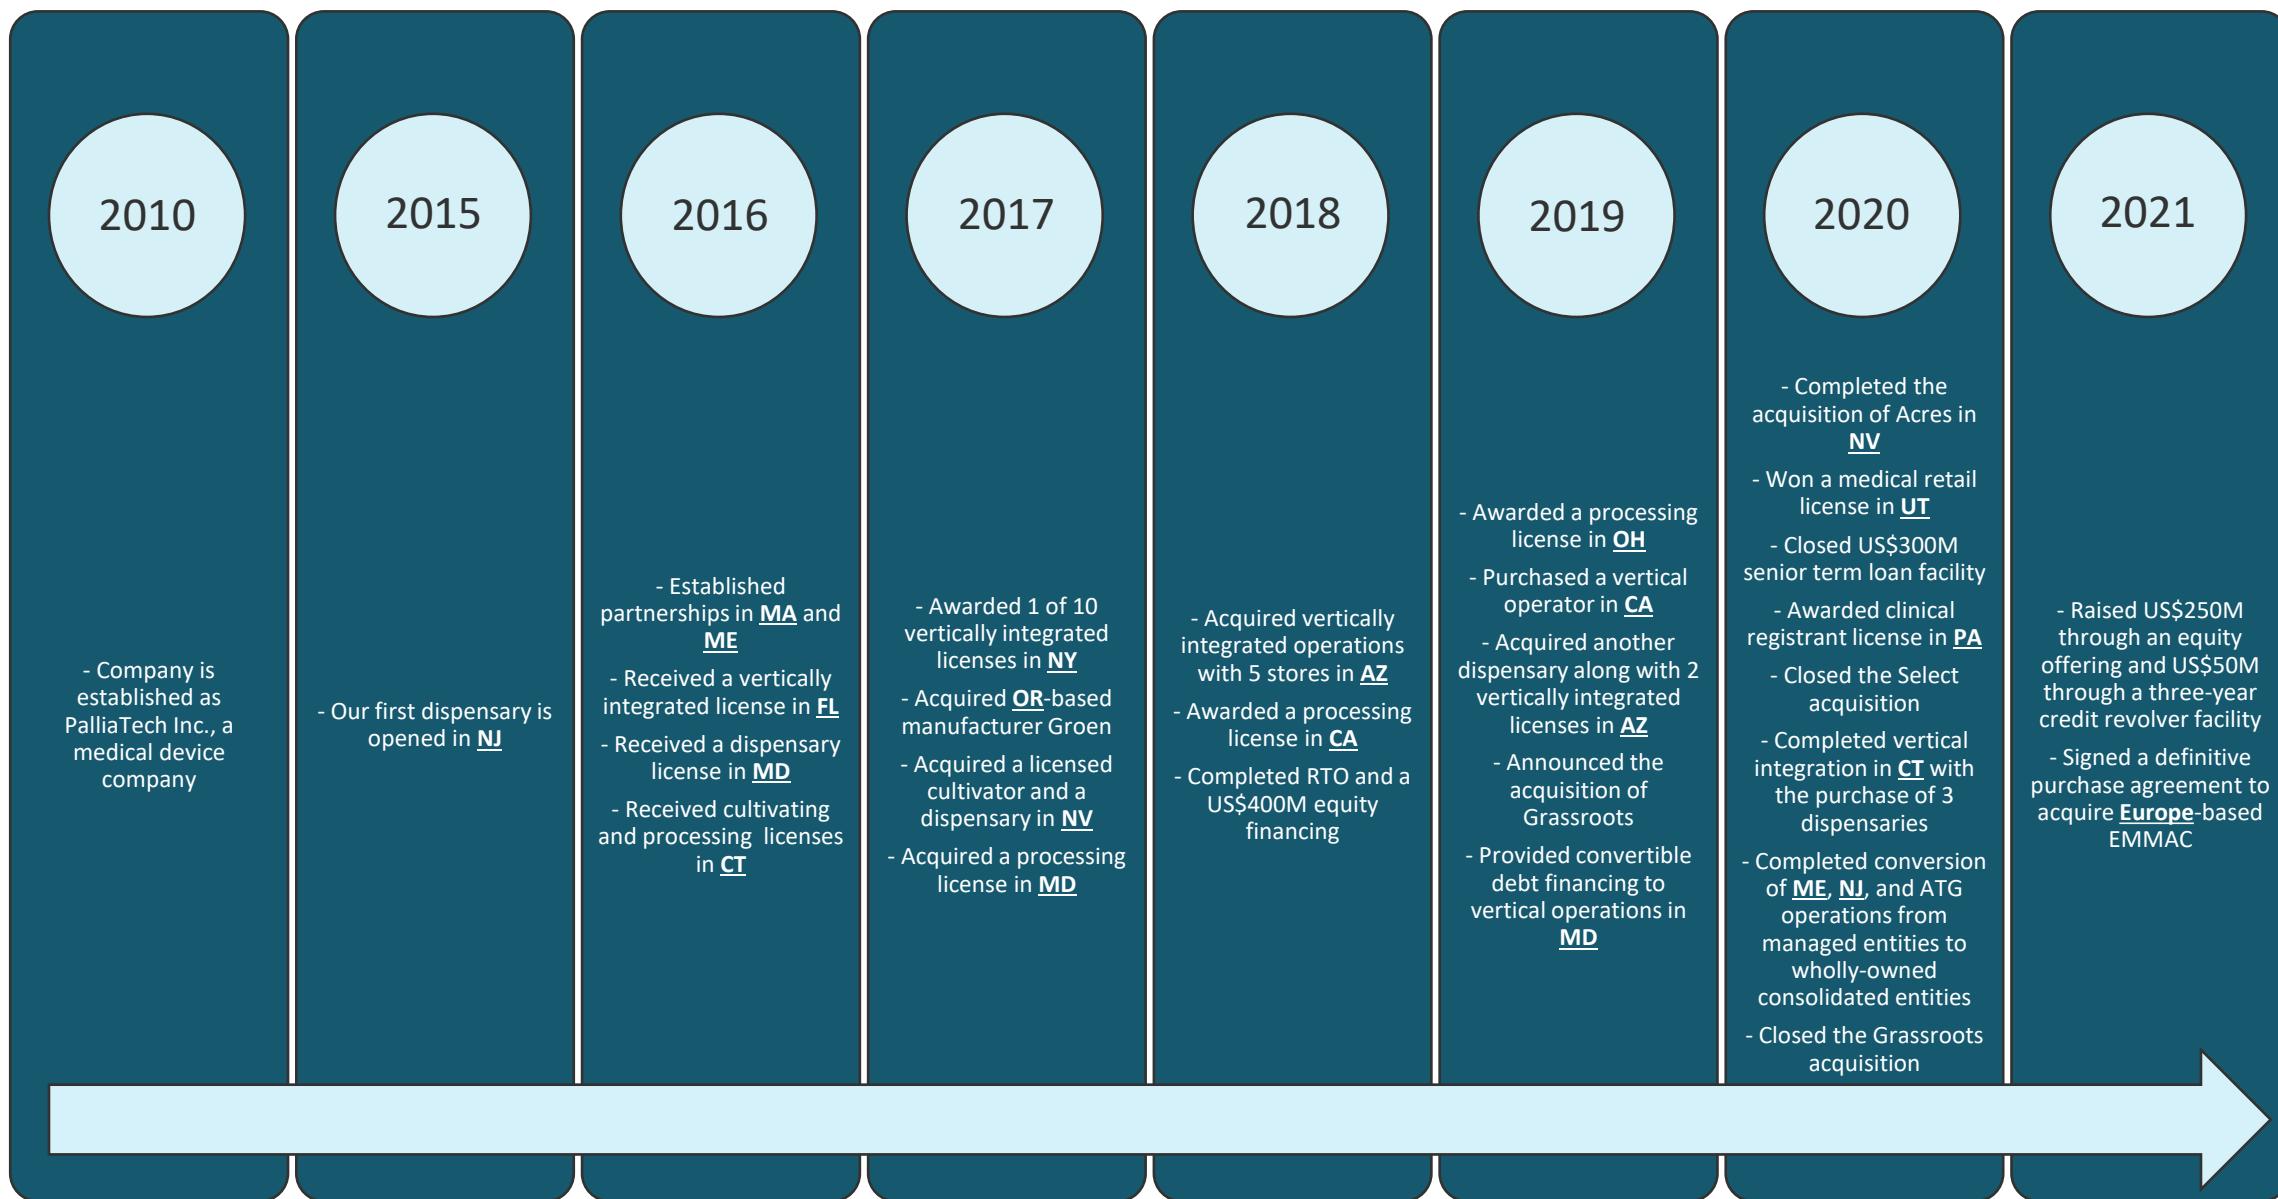 2010
- Company is
established as
PalliaTech Inc., a
medical device
company
2015
- Our first dispensary is
opened in NJ
2016
- Established
partnerships in MA and
ME
- Received a vertically
integrated license in FL
- Received a dispensary
license in MD
- Received cultivating
and processing licenses
in CT
2017
- Awarded 1 of 10
vertically integrated
licenses in NY
- Acquired OR-based
manufacturer Groen
- Acquired a licensed
cultivator and a
dispensary in NV
- Acquired a processing
license in MD
2018
- Acquired vertically
integrated operations
with 5 stores in AZ
- Awarded a processing
license in CA
- Completed RTO and a
US$400M equity
financing
2019
- Awarded a processing
license in OH
- Purchased a vertical
operator in CA
- Acquired another
dispensary along with 2
vertically integrated
licenses in AZ
- Announced the
acquisition of
Grassroots
- Provided convertible
debt financing to
vertical operations in
MD
2020
- Completed the
acquisition of Acres in
NV
- Won a medical retail
license in UT
- Closed US$300M
senior term loan facility
- Awarded clinical
registrant license in PA
- Closed the Select
acquisition
- Completed vertical
integration in CT with
the purchase of 3
dispensaries
- Completed conversion
of ME, NJ, and ATG
operations from
managed entities to
wholly-owned
consolidated entities
- Closed the Grassroots
acquisition
2021
- Raised US$250M
through an equity
offering and US$50M
through a three-year
credit revolver facility
- Signed a definitive
purchase agreement to
acquire Europe-based
EMMAC